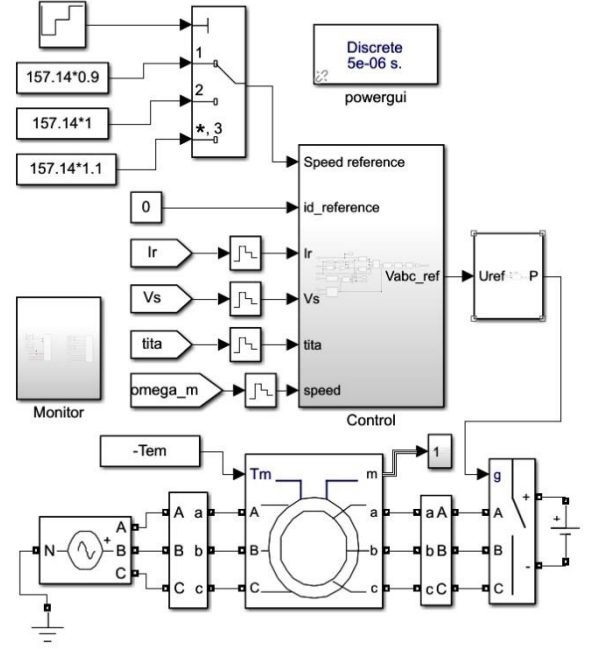 1
157.14*0.9
2
157.14*1
*, 3
157.14*1.1
Discrete
5e-06 s.
powergui
Speed reference
0
id_reference
Ir
Ir
Vs
Vs
tita
tita
omega_m
speed
Vabc_ref
Control
Uref
P
Monitor
-Tem
Tm
m
1
g
N
+
A
B
C
A a
B b
C c
A
B
C
a
b
c
a A
b B
c C
A
B
C
+
-
+